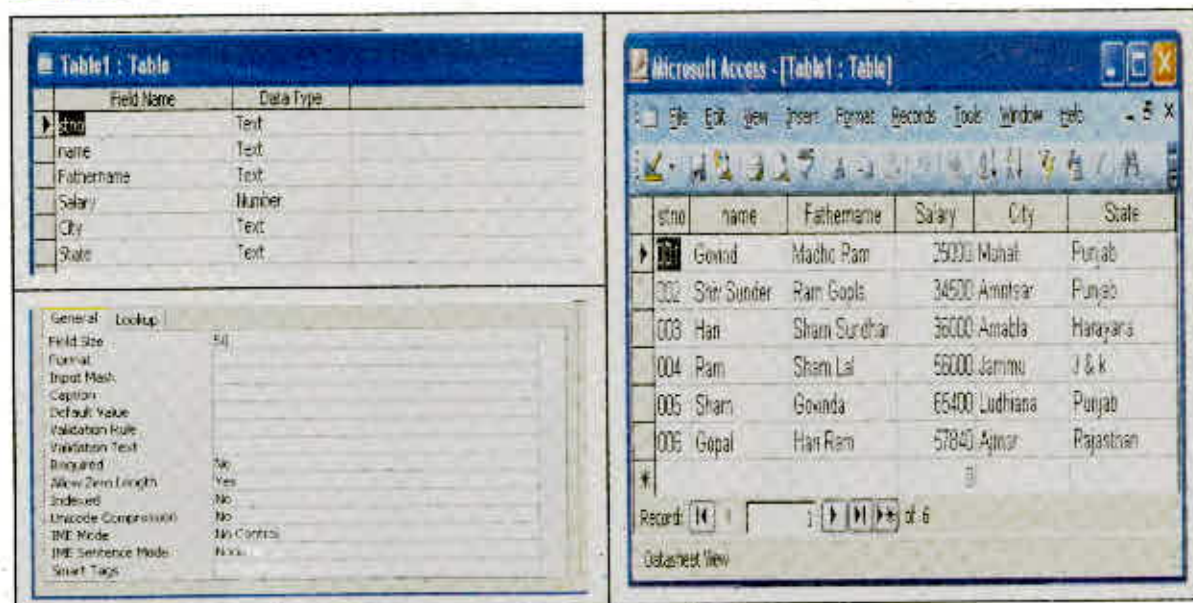 Table1 : Table
Field Name Data Type
stno Text
name Text
Fathername Text
Salary Number
City Text
State Text
General Lookup
Field Size 50
Format
Input Mask
Caption
Default Value
Validation Rule
Validation Text
Required No
Allow Zero Length Yes
Indexed No
Unicode Compression No
IME Mode No Control
IME Sentence Mode None
Smart Tags
Microsoft Access - [Table1 : Table]
File Edit View Insert Format Records Tools Window Help
stno name Fathername Salary City State
001 Govind Madho Ram 25000 Mohali Punjab
002 Shir Sunder Ram Gopla 34500 Amritsar Punjab
003 Hari Sham Sundhar 36000 Amabla Harayana
004 Ram Sham Lal 56000 Jammu J & k
005 Sham Govinda 65400 Ludhiana Punjab
006 Gopal Hari Ram 57840 Ajmar Rajasthan
0
Record: 1 of 6
Datasheet View